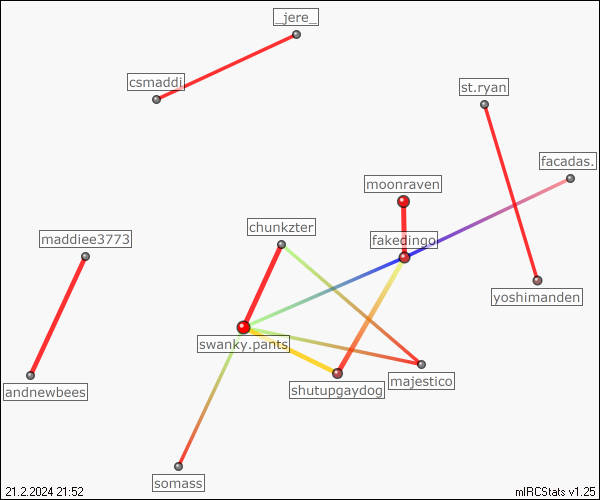 _jere_
csmaddi
st.ryan
facadas.
moonraven
chunkzter
maddiee3773
fakedingo
yoshimanden
swanky.pants
majestico
shutupgaydog
andnewbees
somass
21.2.2024 21:52
mIRCStats v1.25